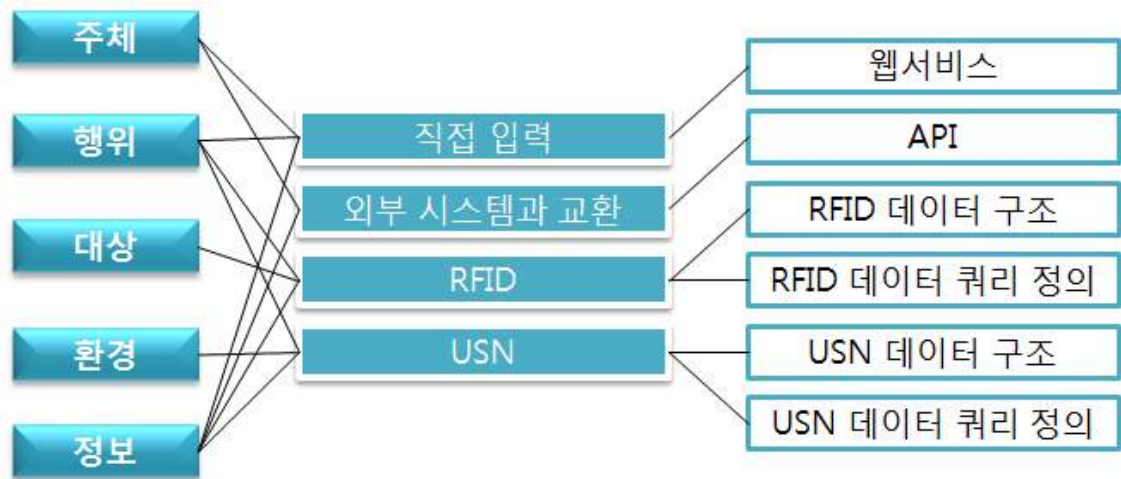 주체
행위
대상
환경
정보
직접 입력
외부 시스템과 교환
RFID
USN
웹서비스
API
RFID 데이터 구조
RFID 데이터 쿼리 정의
USN 데이터 구조
USN 데이터 쿼리 정의